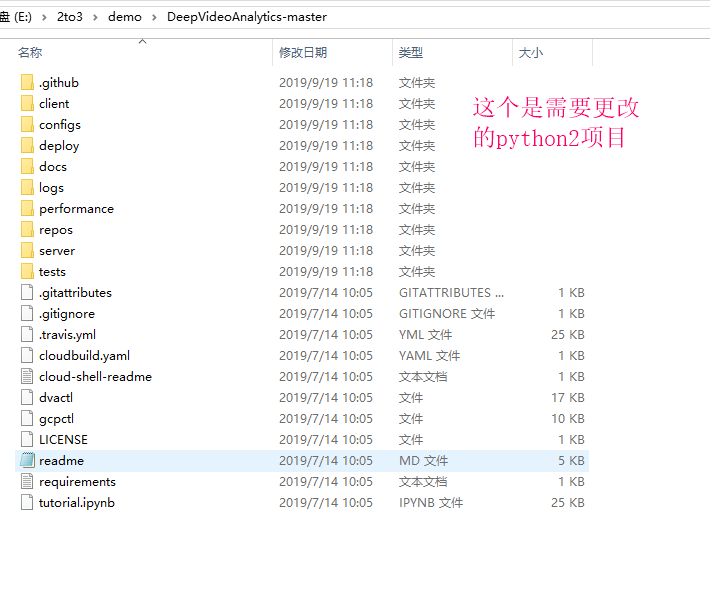 盘 (E:) › 2to3 › demo › DeepVideoAnalytics-master
名称 修改日期 类型 大小
.github 2019/9/19 11:18 文件夹
client 2019/9/19 11:18 文件夹
configs 2019/9/19 11:18 文件夹
deploy 2019/9/19 11:18 文件夹
docs 2019/9/19 11:18 文件夹
logs 2019/9/19 11:18 文件夹
performance 2019/9/19 11:18 文件夹
repos 2019/9/19 11:18 文件夹
server 2019/9/19 11:18 文件夹
tests 2019/9/19 11:18 文件夹
这个是需要更改
的python2项目
.gitattributes 2019/7/14 10:05 GITATTRIBUTES ... 1 KB
.gitignore 2019/7/14 10:05 GITIGNORE 文件 1 KB
.travis.yml 2019/7/14 10:05 YML 文件 25 KB
cloudbuild.yaml 2019/7/14 10:05 YAML 文件 1 KB
cloud-shell-readme 2019/7/14 10:05 文本文档 1 KB
dvactl 2019/7/14 10:05 文件 17 KB
gcpctl 2019/7/14 10:05 文件 10 KB
LICENSE 2019/7/14 10:05 文件 1 KB
readme 2019/7/14 10:05 MD 文件 5 KB
requirements 2019/7/14 10:05 文本文档 1 KB
tutorial.ipynb 2019/7/14 10:05 IPYNB 文件 25 KB